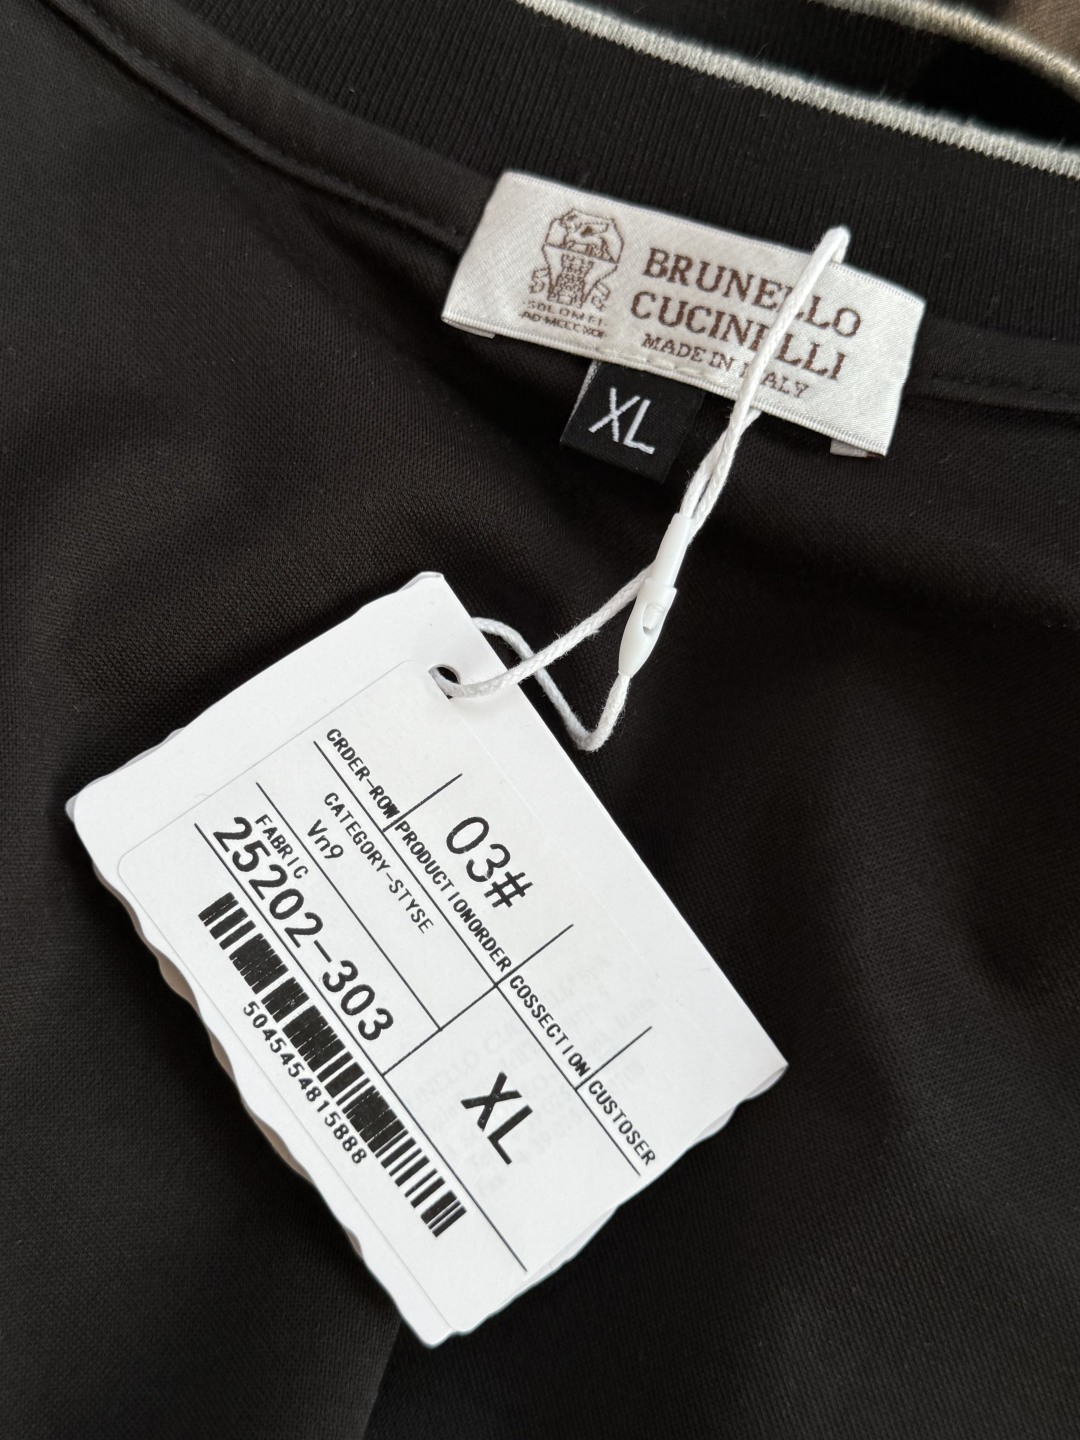 SOLOMEO
BRUNELLO
CUCINELLI
MADE IN ITALY
XL
03#
CRDER-ROW PRODUCTIONORDER COSSECTION CUSTOSER
CATEGORY-STYSE
Vn9
FABRIC
25202-303
XL
5045454815888